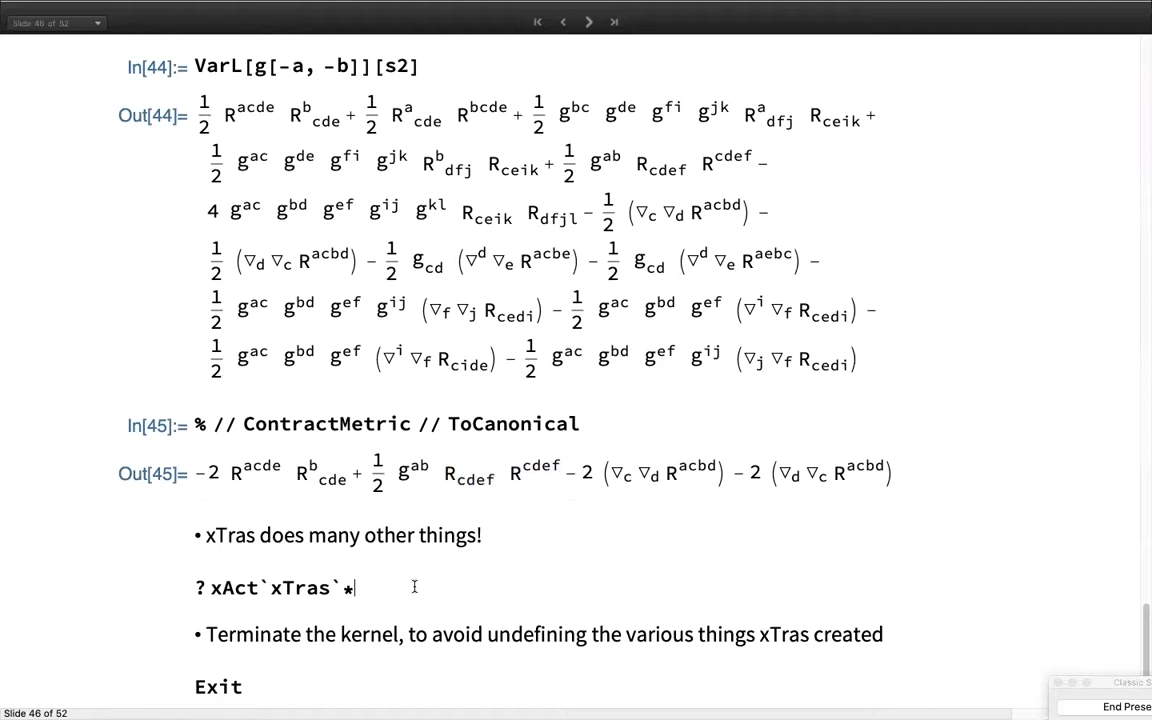 Slide 46 of 52
In[44]:= VarL[g[-a, -b]][s2]
Out[44]= 1/2 R^acde R^b_cde + 1/2 R^a_cde R^bcde + 1/2 g^bc g^de g^fi g^jk R^a_dfj R_ceik +
1/2 g^ac g^de g^fi g^jk R^b_dfj R_ceik + 1/2 g^ab R_cdef R^cdef −
4 g^ac g^bd g^ef g^ij g^kl R_ceik R_dfjl − 1/2 (∇_c ∇_d R^acbd) −
1/2 (∇_d ∇_c R^acbd) − 1/2 g_cd (∇^d ∇_e R^acbe) − 1/2 g_cd (∇^d ∇_e R^aebc) −
1/2 g^ac g^bd g^ef g^ij (∇_f ∇_j R_cedi) − 1/2 g^ac g^bd g^ef (∇^i ∇_f R_cedi) −
1/2 g^ac g^bd g^ef (∇^i ∇_f R_cide) − 1/2 g^ac g^bd g^ef g^ij (∇_j ∇_f R_cedi)
In[45]:= % // ContractMetric // ToCanonical
Out[45]= −2 R^acde R^b_cde + 1/2 g^ab R_cdef R^cdef − 2 (∇_c ∇_d R^acbd) − 2 (∇_d ∇_c R^acbd)
• xTras does many other things!
? xAct`xTras`*
• Terminate the kernel, to avoid undefining the various things xTras created
Exit
Classic S
End Prese
Slide 46 of 52